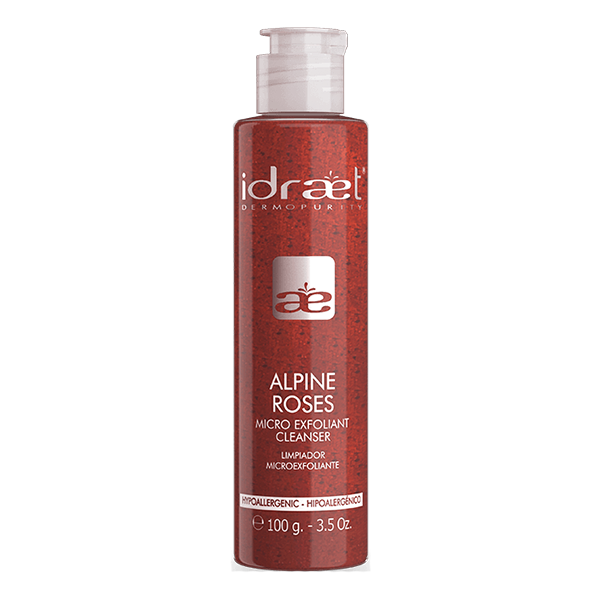 idraet®
DERMOPURITY
ae
ALPINE
ROSES
MICRO EXFOLIANT
CLEANSER
LIMPIADOR
MICROEXFOLIANTE
HYPOALLERGENIC - HIPOALERGÉNICO
℮ 100 g. - 3.5 Oz.